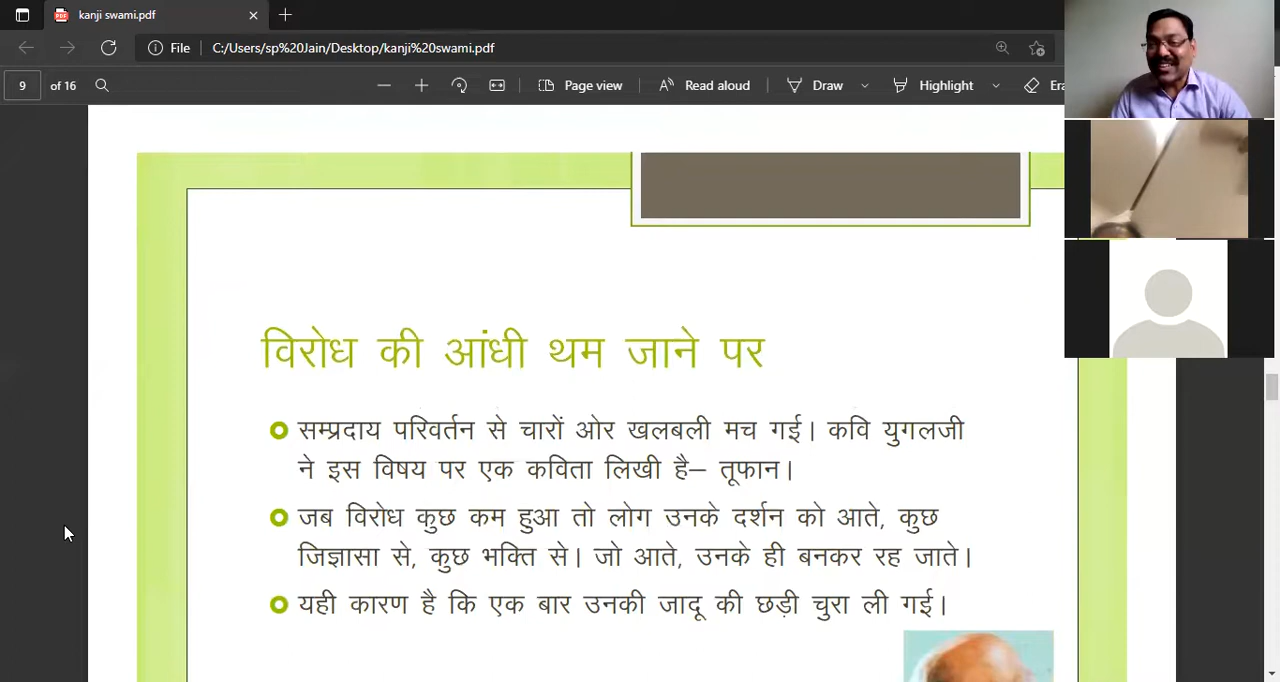 kanji swami.pdf
File
C:/Users/sp%20Jain/Desktop/kanji%20swami.pdf
9 of 16
Page view
Read aloud
Draw
Highlight
Era
विरोध की आंधी थम जाने पर
सम्प्रदाय परिवर्तन से चारों ओर खलबली मच गई। कवि युगलजी
ने इस विषय पर एक कविता लिखी है– तूफान।
जब विरोध कुछ कम हुआ तो लोग उनके दर्शन को आते, कुछ
जिज्ञासा से, कुछ भक्ति से। जो आते, उनके ही बनकर रह जाते।
यही कारण है कि एक बार उनकी जादू की छड़ी चुरा ली गई।